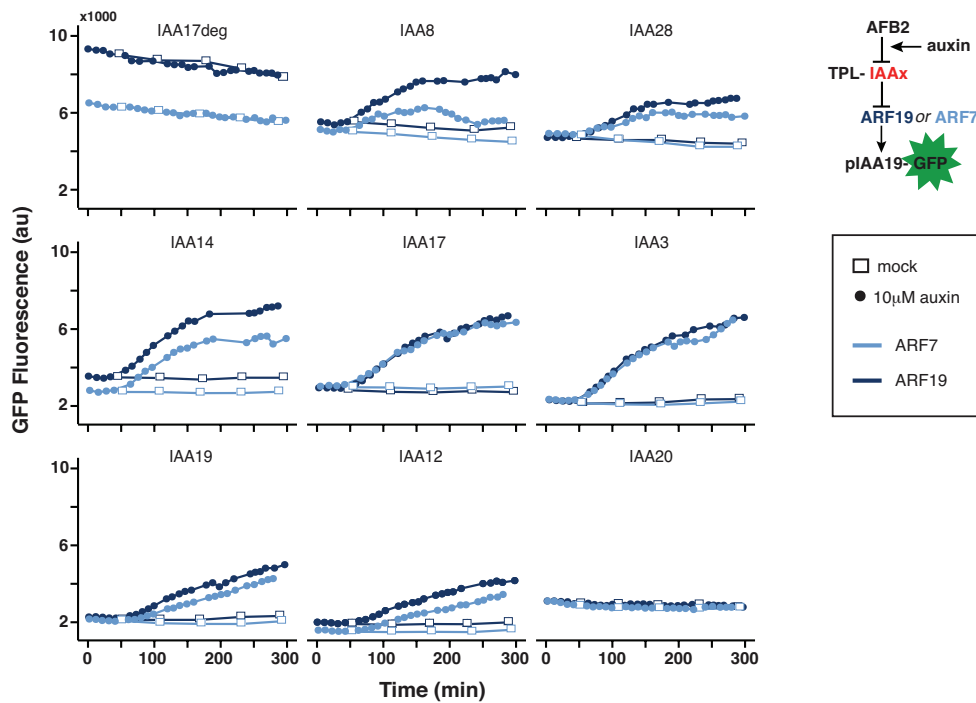 x1000
IAA17deg
IAA8
IAA28
10
6
2
IAA14
IAA17
IAA3
10
6
2
IAA19
IAA12
IAA20
10
6
2
0 100 200 300
0 100 200 300
0 100 200 300
GFP Fluorescence (au)
Time (min)
AFB2
auxin
TPL- IAAx
ARF19 or ARF7
pIAA19- GFP
mock
10μM auxin
ARF7
ARF19